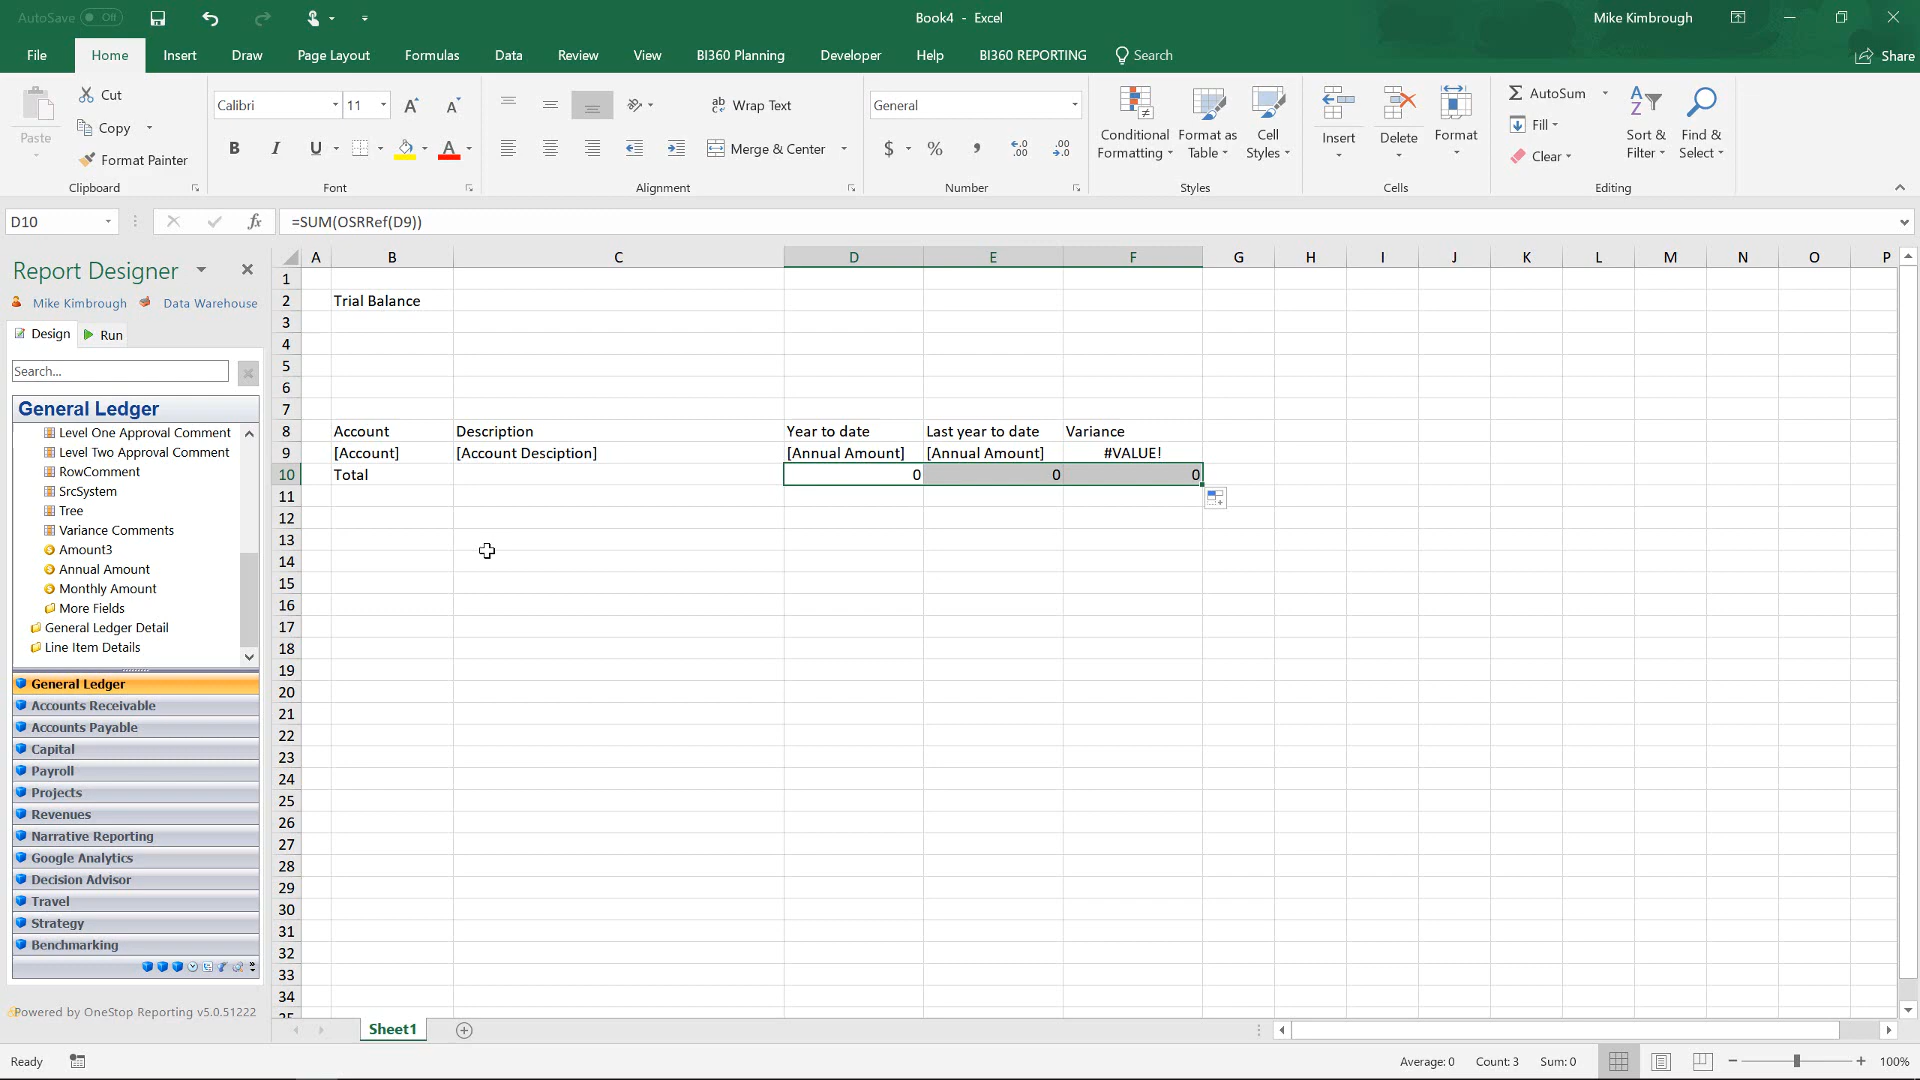 AutoSave Off
Book4 - Excel
Mike Kimbrough
File Home Insert Draw Page Layout Formulas Data Review View BI360 Planning Developer Help BI360 REPORTING Search Share
Paste
Cut
Copy
Format Painter
Clipboard
Calibri 11
B I U A
Font
Wrap Text
Merge & Center
Alignment
General
$ % ,
Number
Conditional Formatting
Format as Table
Cell Styles
Styles
Insert
Delete
Format
Cells
AutoSum
Fill
Clear
Sort & Filter
Find & Select
Editing
D10
fx
=SUM(OSRRef(D9))
Report Designer
Mike Kimbrough Data Warehouse
Design Run
Search...
General Ledger
Level One Approval Comment
Level Two Approval Comment
RowComment
SrcSystem
Tree
Variance Comments
Amount3
Annual Amount
Monthly Amount
More Fields
General Ledger Detail
Line Item Details
General Ledger
Accounts Receivable
Accounts Payable
Capital
Payroll
Projects
Revenues
Narrative Reporting
Google Analytics
Decision Advisor
Travel
Strategy
Benchmarking
Powered by OneStop Reporting v5.0.51222
A B C D E F G H I J K L M N O P
1
2 Trial Balance
3
4
5
6
7
8 Account Description Year to date Last year to date Variance
9 [Account] [Account Desciption] [Annual Amount] [Annual Amount] #VALUE!
10 Total 0 0 0
11
12
13
14
15
16
17
18
19
20
21
22
23
24
25
26
27
28
29
30
31
32
33
34
Sheet1
Ready
Average: 0 Count: 3 Sum: 0
100%